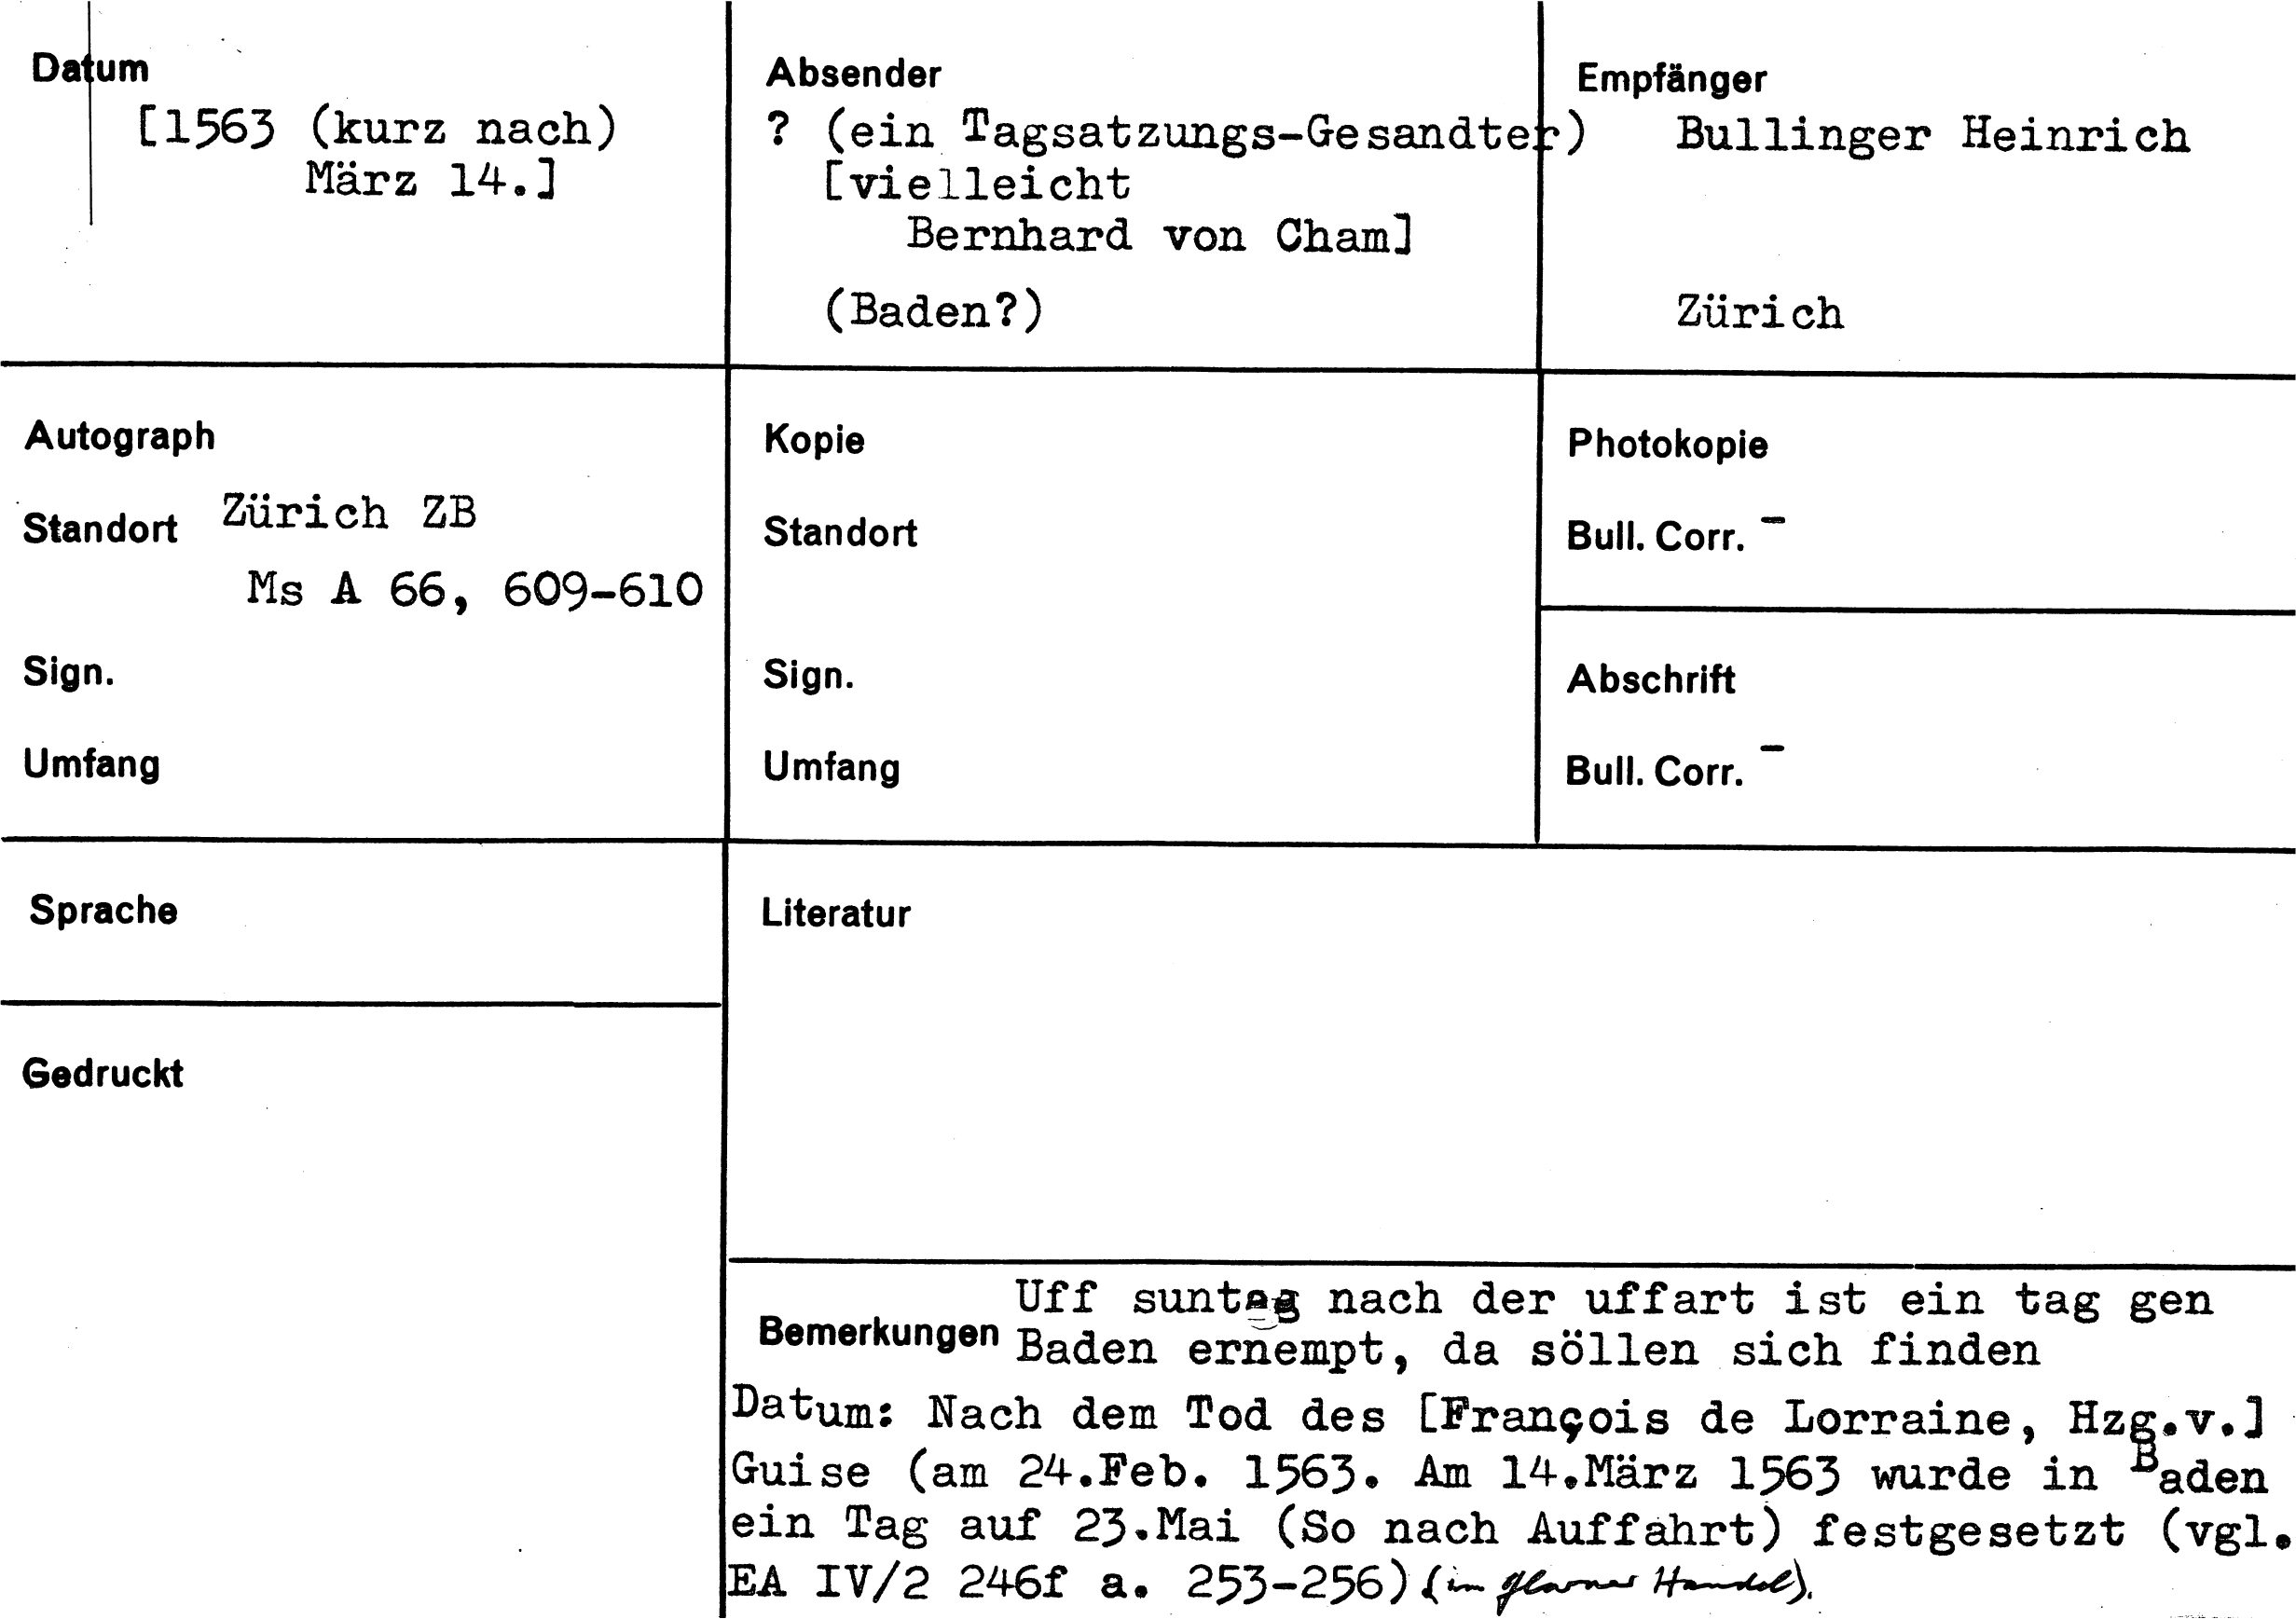 Datum
[1563 (kurz nach)
März 14.]
Absender
? (ein Tagsatzungs-Gesandter)
[vielleicht
Bernhard von Cham]
(Baden?)
Empfänger
Bullinger Heinrich
Zürich
Autograph
Standort Zürich ZB
Ms A 66, 609-610
Sign.
Umfang
Kopie
Standort
Sign.
Umfang
Photokopie
Bull. Corr. -
Abschrift
Bull. Corr. -
Sprache
Gedruckt
Literatur
Bemerkungen
Uff suntag nach der uffart ist ein tag gen
Baden ernempt, da söllen sich finden
Datum: Nach dem Tod des [François de Lorraine, Hzg.v.]
Guise (am 24.Feb. 1563. Am 14.März 1563 wurde in Baden
ein Tag auf 23.Mai (So nach Auffahrt) festgesetzt (vgl.
EA IV/2 246f a. 253-256) (im Glarner Handel).